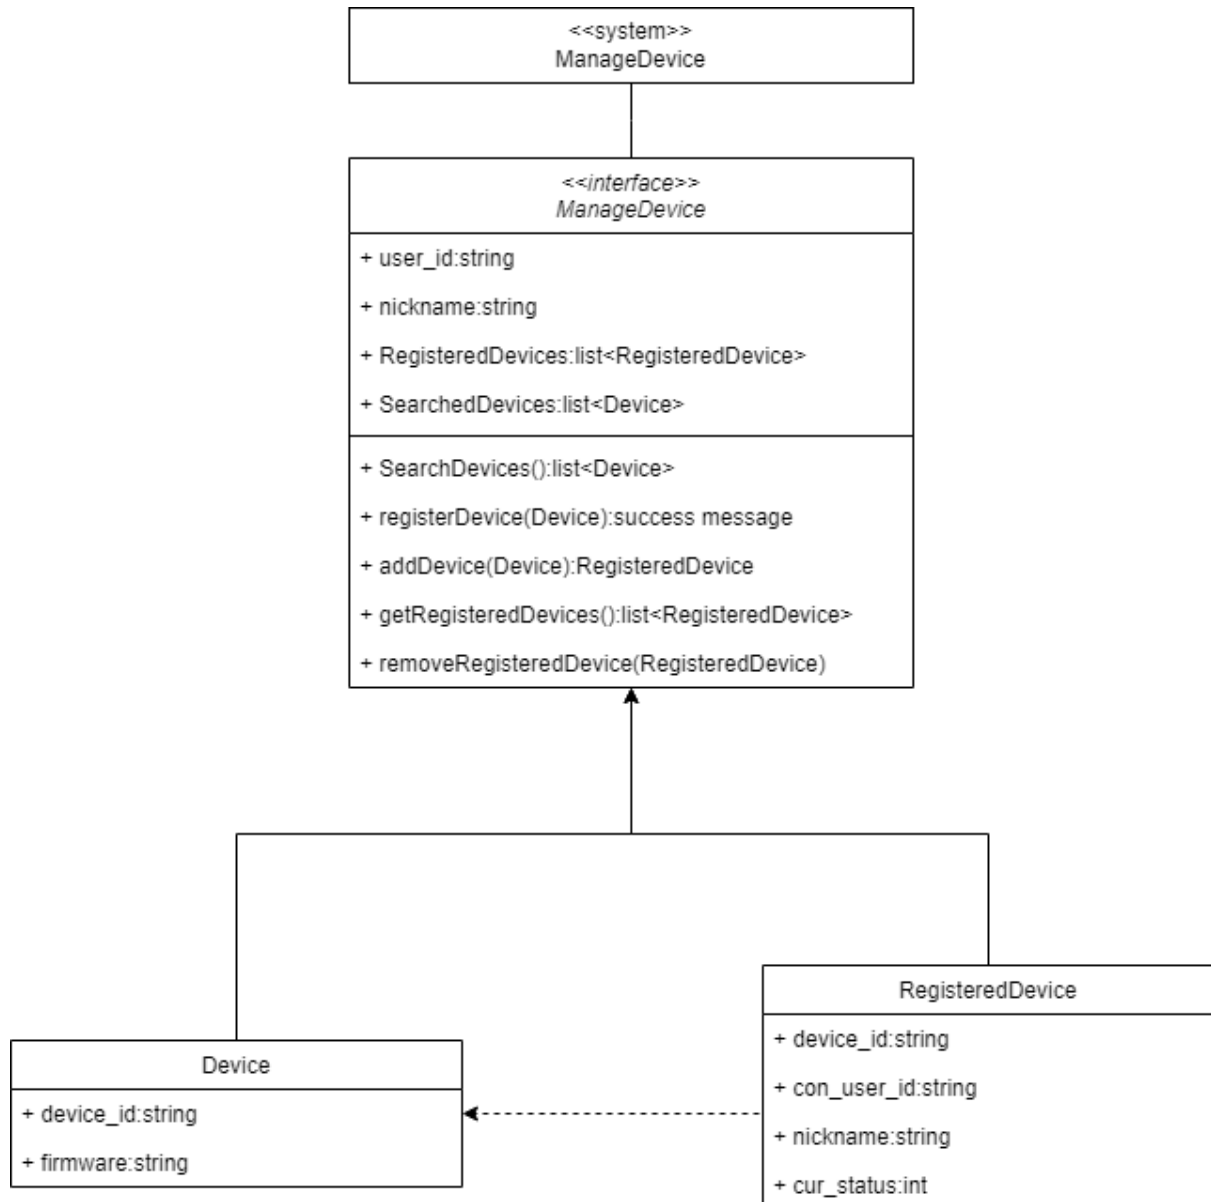 <<system>>
ManageDevice
<<interface>>
ManageDevice
+ user_id:string
+ nickname:string
+ RegisteredDevices:list<RegisteredDevice>
+ SearchedDevices:list<Device>
+ SearchDevices():list<Device>
+ registerDevice(Device):success message
+ addDevice(Device):RegisteredDevice
+ getRegisteredDevices():list<RegisteredDevice>
+ removeRegisteredDevice(RegisteredDevice)
Device
+ device_id:string
+ firmware:string
RegisteredDevice
+ device_id:string
+ con_user_id:string
+ nickname:string
+ cur_status:int